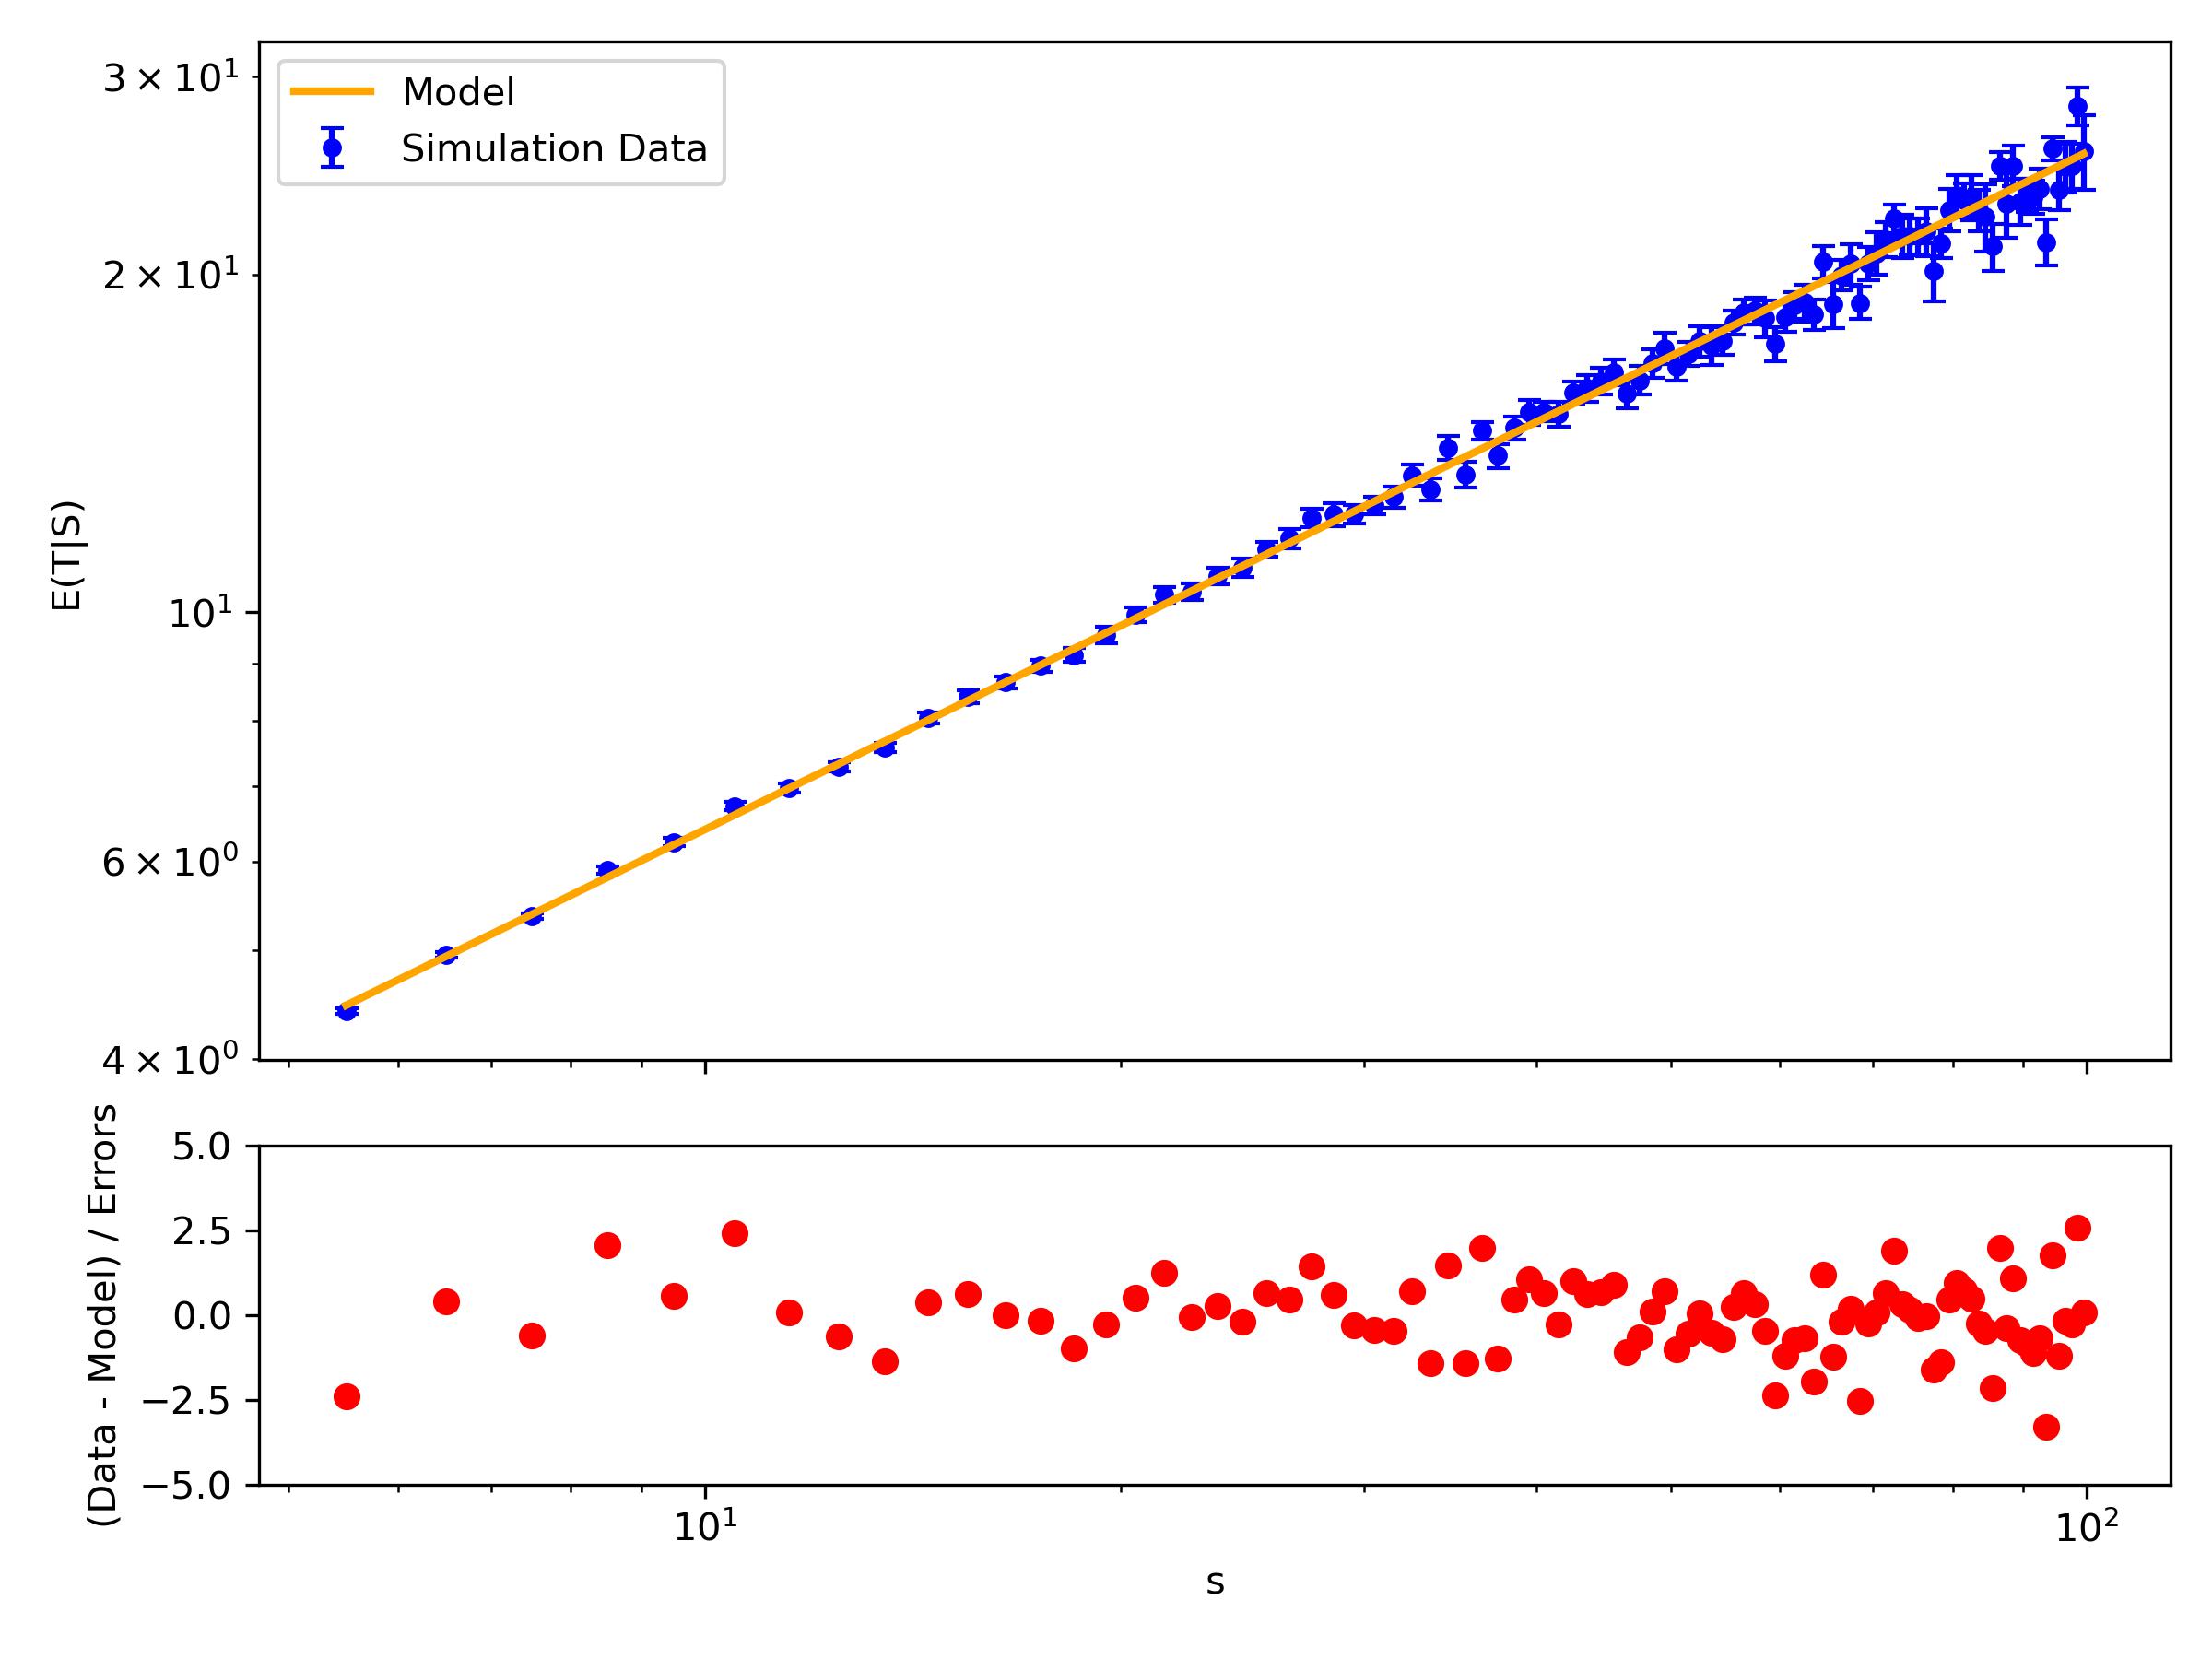 3 × 10¹
2 × 10¹
10¹
6 × 10⁰
4 × 10⁰
E(T|S)
Model
Simulation Data
5.0
2.5
0.0
−2.5
−5.0
(Data - Model) / Errors
10¹
10²
s